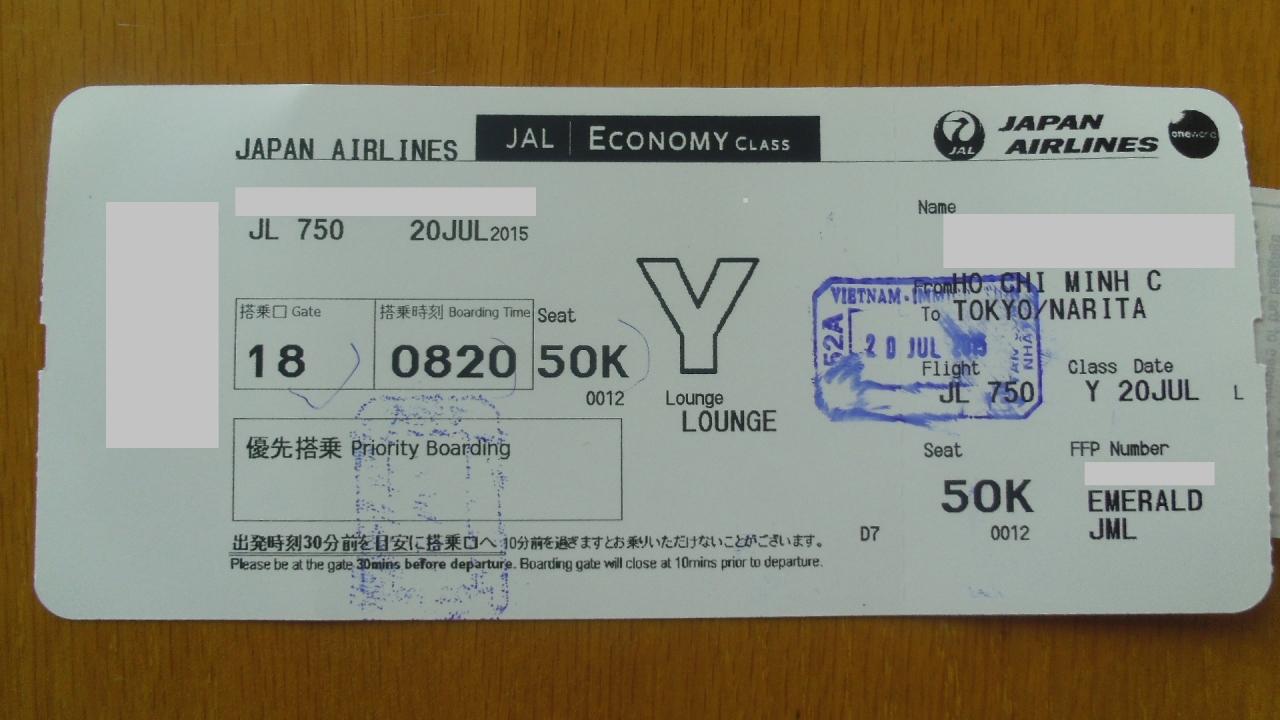 JAPAN AIRLINES
JAL ECONOMY CLASS
JAL
JAPAN
AIRLINES
oneworld
JL 750 20JUL2015
搭乗口 Gate
18
搭乗時刻 Boarding Time
0820
Seat
50K
0012
Y
Lounge
LOUNGE
優先搭乗 Priority Boarding
出発時刻30分前を目安に搭乗口へ 10分前を過ぎますとお乗りいただけないことがございます。
Please be at the gate 30mins before departure. Boarding gate will close at 10mins prior to departure.
D7
Name
From HO CHI MINH C
To TOKYO/NARITA
Flight
JL 750
Class Date
Y 20JUL
L
Seat
50K
0012
FFP Number
EMERALD
JML
VIETNAM
52A
20 JUL